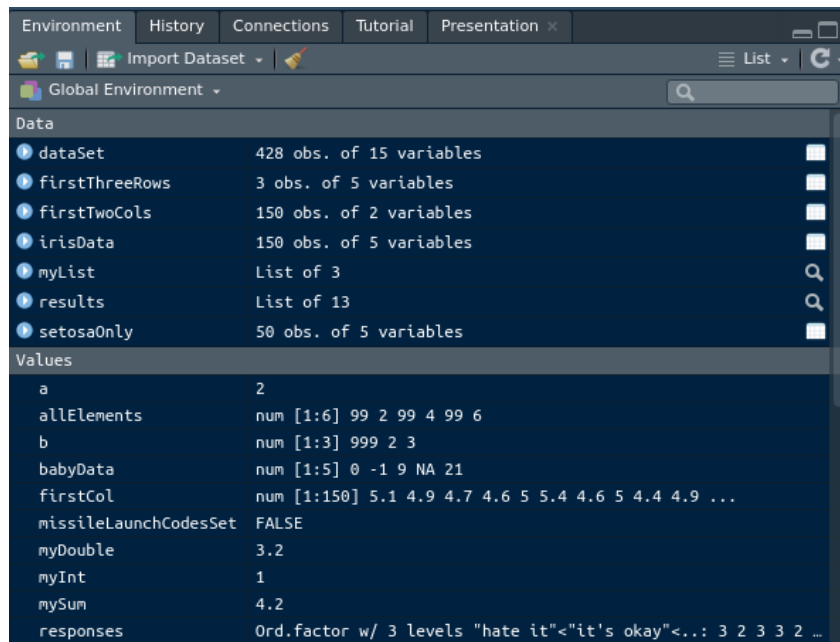 Environment History Connections Tutorial Presentation
Import Dataset List
Global Environment
Data
dataSet 428 obs. of 15 variables
firstThreeRows 3 obs. of 5 variables
firstTwoCols 150 obs. of 2 variables
irisData 150 obs. of 5 variables
myList List of 3
results List of 13
setosaOnly 50 obs. of 5 variables
Values
a 2
allElements num [1:6] 99 2 99 4 99 6
b num [1:3] 999 2 3
babyData num [1:5] 0 -1 9 NA 21
firstCol num [1:150] 5.1 4.9 4.7 4.6 5 5.4 4.6 5 4.4 4.9 ...
missileLaunchCodesSet FALSE
myDouble 3.2
myInt 1
mySum 4.2
responses Ord.factor w/ 3 levels "hate it"<"it's okay"<..: 3 2 3 3 2 …